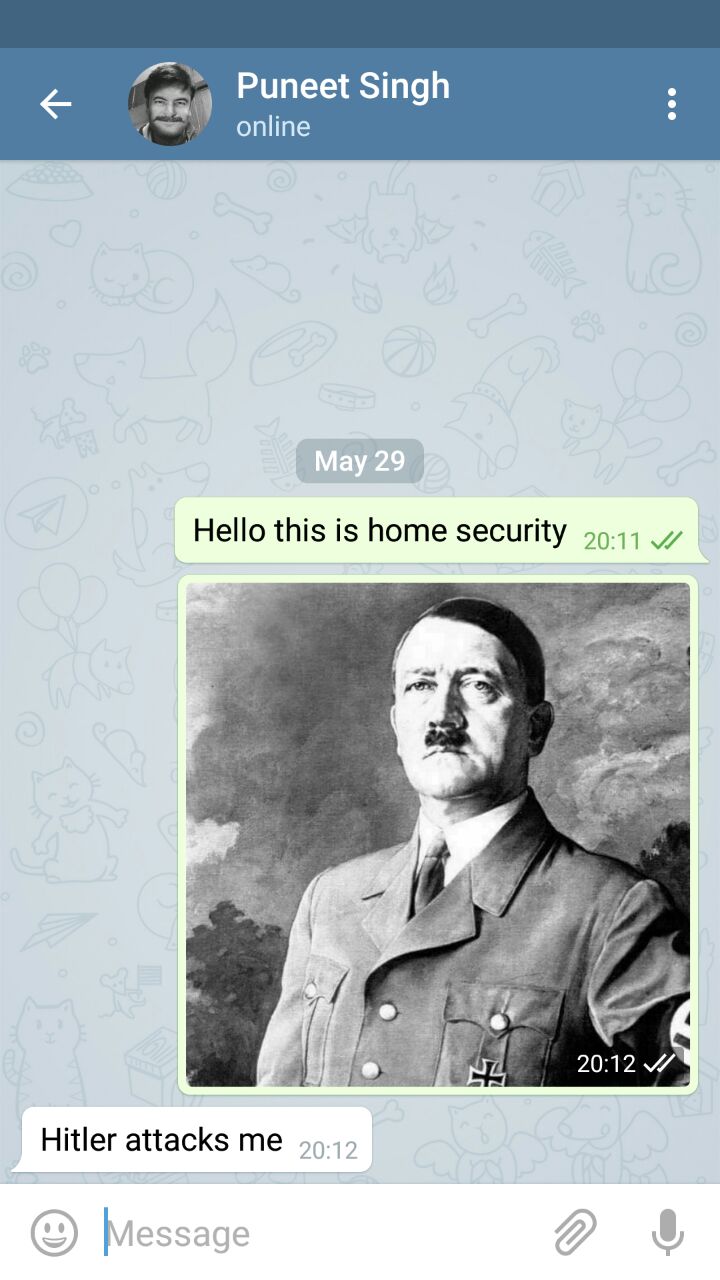 Puneet Singh
online
May 29
Hello this is home security 20:11
20:12
Hitler attacks me 20:12
Message